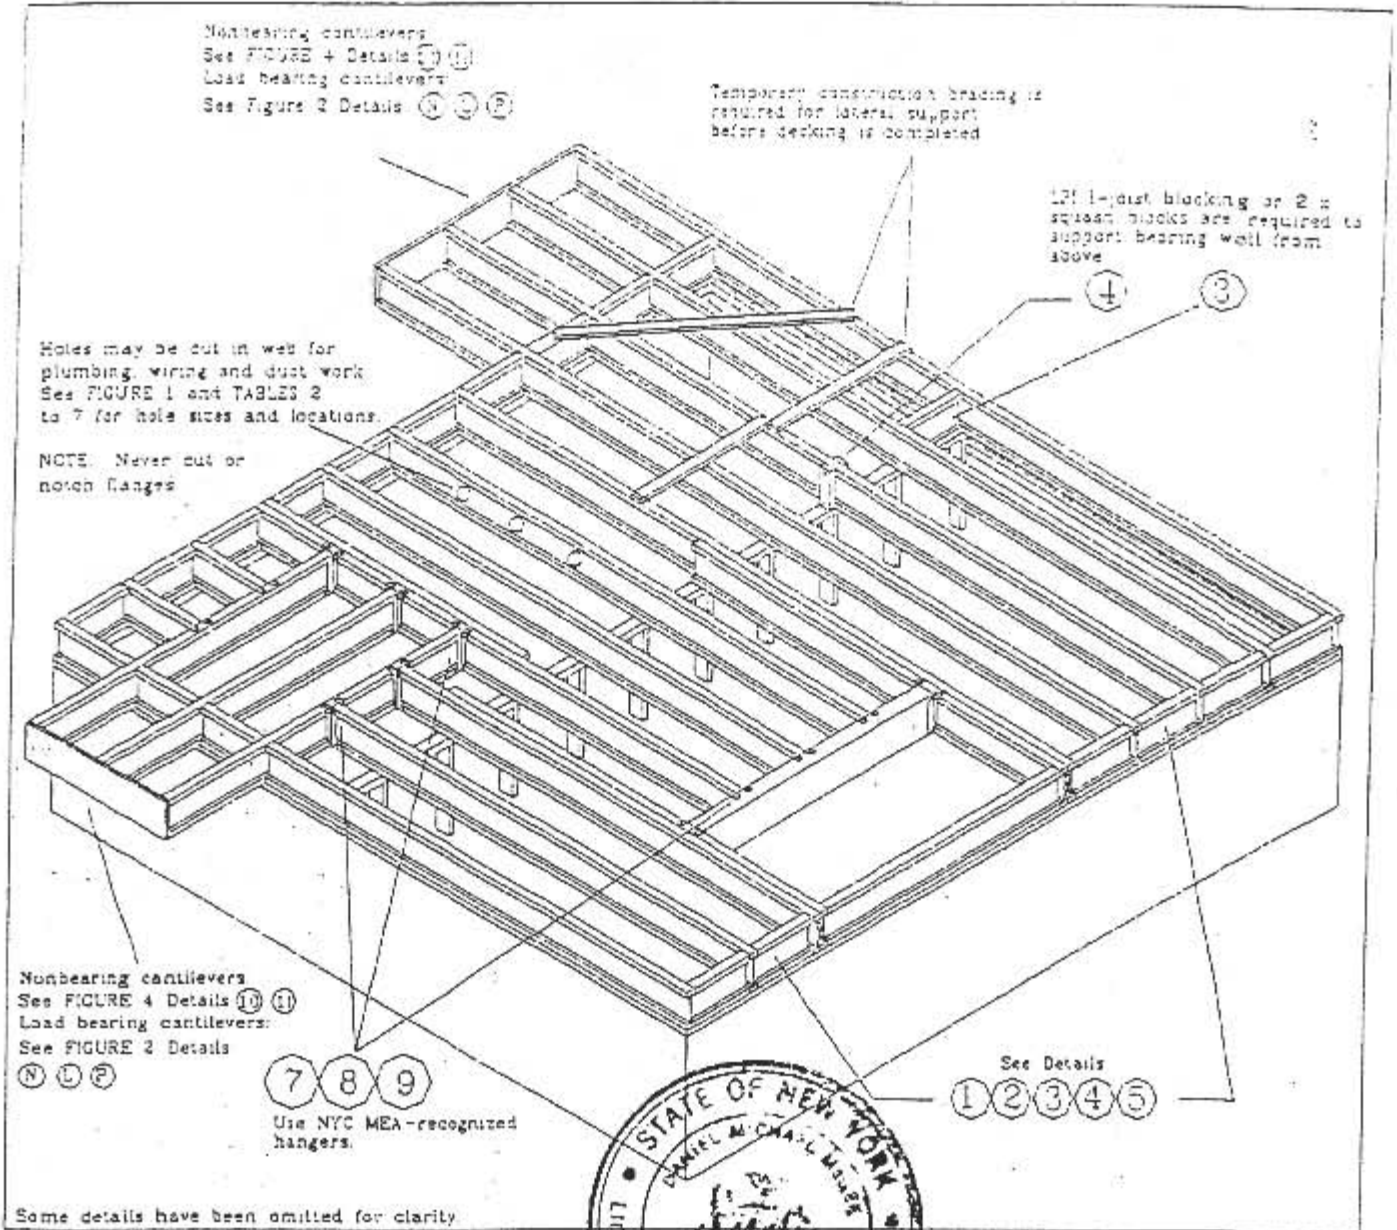 Nonbearing cantilevers
See FIGURE 4 Details 10 11
Load bearing cantilevers
See Figure 2 Details N L P
Temporary construction bracing is
required for lateral support
before decking is completed
LPI I-joist blocking or 2 x
squash blocks are required to
support bearing wall from
above
4 3
Holes may be cut in web for
plumbing, wiring and duct work
See FIGURE 1 and TABLES 2
to 7 for hole sizes and locations.
NOTE: Never cut or
notch flanges
Nonbearing cantilevers
See FIGURE 4 Details 10 11
Load bearing cantilevers:
See FIGURE 2 Details
N L P
7 8 9
Use NYC MEA-recognized
hangers.
See Details
1 2 3 4 5
STATE OF NEW YORK
DANIEL MICHAEL
Some details have been omitted for clarity